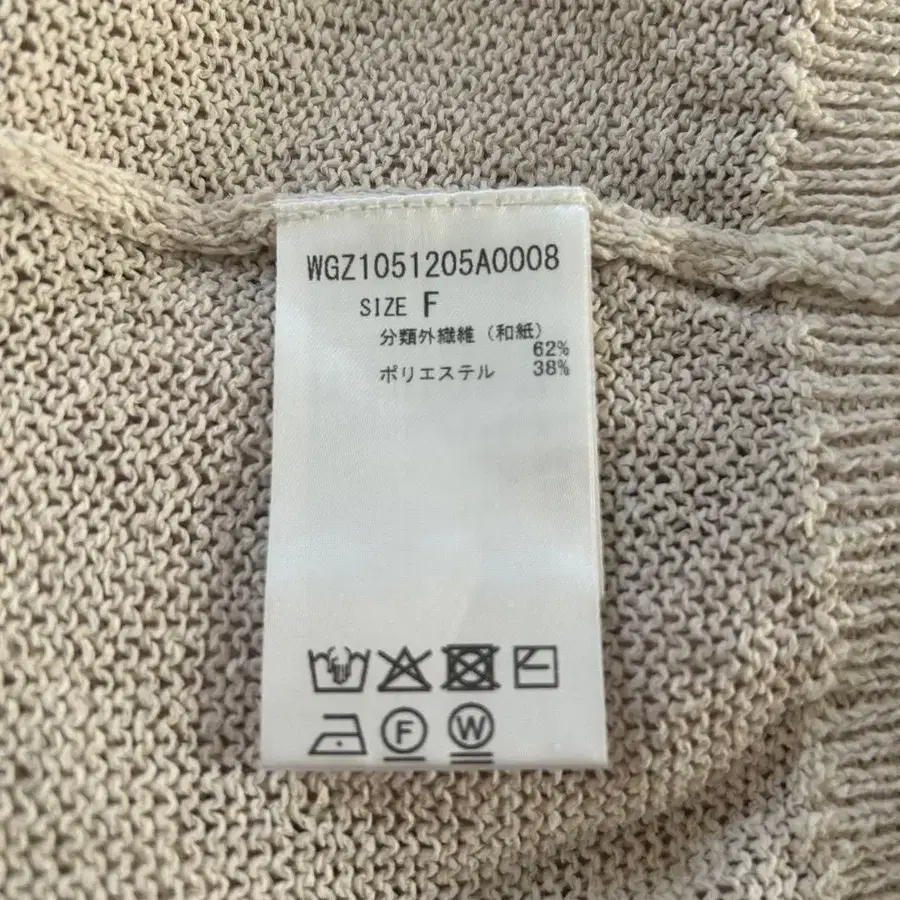 WGZ1051205A0008
SIZE F
分類外繊維(和紙)
62%
ポリエステル 38%
F W